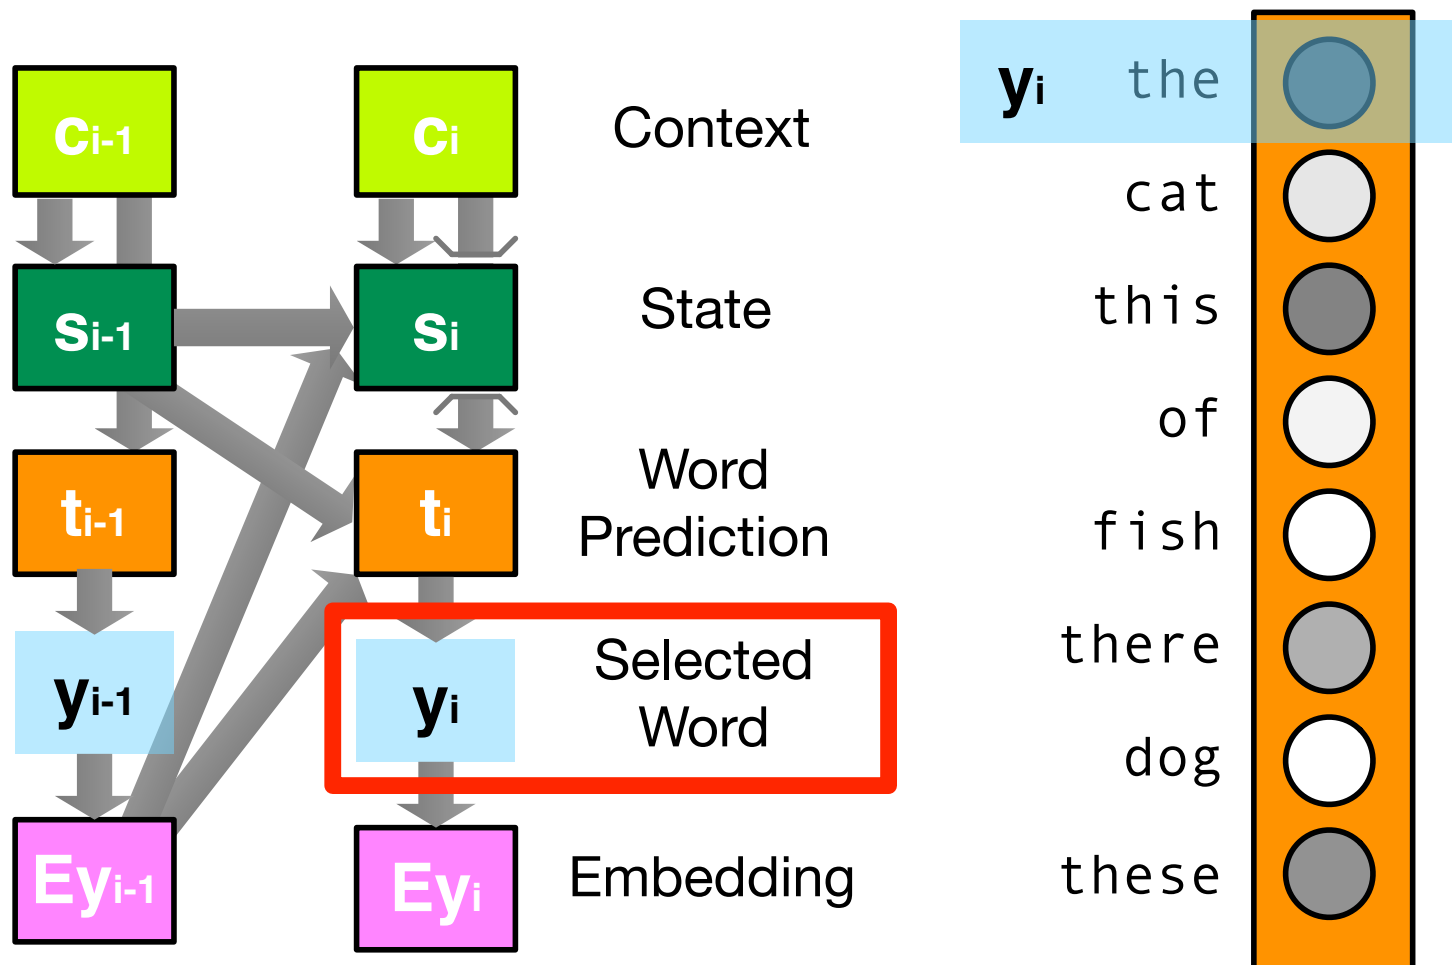 ci-1 ci Context
si-1 si State
ti-1 ti Word
Prediction
yi-1 yi Selected
Word
Eyi-1 Eyi Embedding
yi the
cat
this
of
fish
there
dog
these